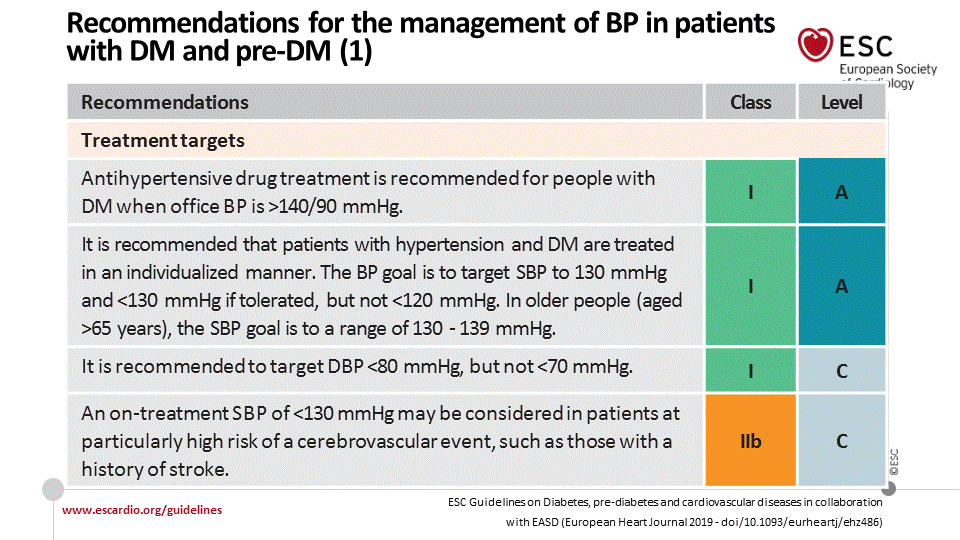 Recommendations for the management of BP in patients
with DM and pre-DM (1)
ESC
European Society
of Cardiology
Recommendations Class Level
Treatment targets
Antihypertensive drug treatment is recommended for people with
DM when office BP is >140/90 mmHg.
I A
It is recommended that patients with hypertension and DM are treated
in an individualized manner. The BP goal is to target SBP to 130 mmHg
and <130 mmHg if tolerated, but not <120 mmHg. In older people (aged
>65 years), the SBP goal is to a range of 130 - 139 mmHg.
I A
It is recommended to target DBP <80 mmHg, but not <70 mmHg.
I C
An on-treatment SBP of <130 mmHg may be considered in patients at
particularly high risk of a cerebrovascular event, such as those with a
history of stroke.
IIb C
©ESC
www.escardio.org/guidelines
ESC Guidelines on Diabetes, pre-diabetes and cardiovascular diseases in collaboration
with EASD (European Heart Journal 2019 - doi/10.1093/eurheartj/ehz486)